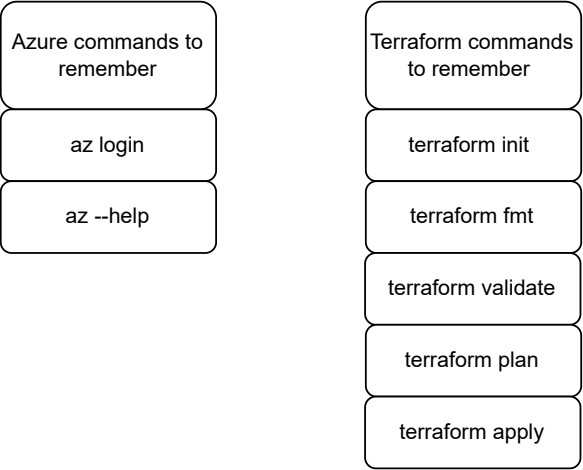 Azure commands to
remember
az login
az --help
Terraform commands
to remember
terraform init
terraform fmt
terraform validate
terraform plan
terraform apply